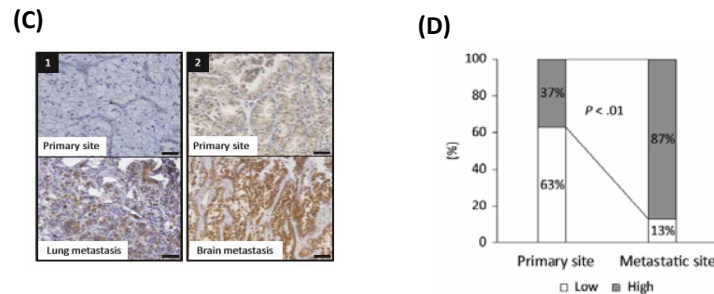 (C)
1
Primary site
2
Primary site
Lung metastasis
Brain metastasis
(D)
100
80
60
40
20
0
(%)
37%
63%
P < .01
87%
13%
Primary site
Metastatic site
Low
High